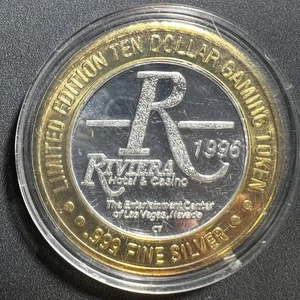 LIMITED EDITION TEN DOLLAR GAMING TOKEN
R
1996
RIVIERA
Hotel & Casino
The Entertainment Center
of Las Vegas, Nevada
CT
.999 FINE SILVER